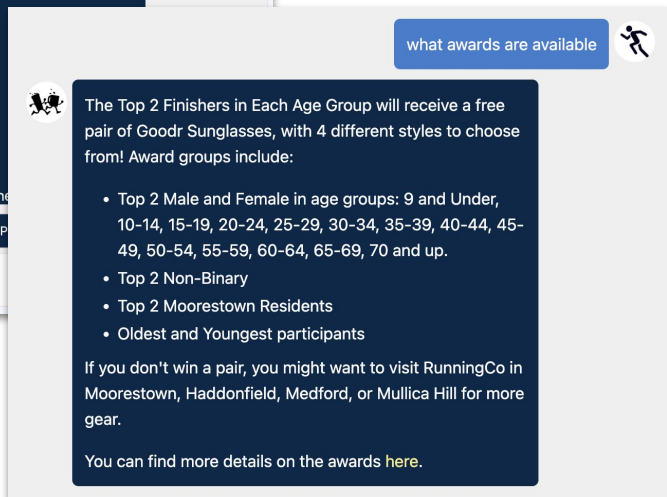 what awards are available
The Top 2 Finishers in Each Age Group will receive a free
pair of Goodr Sunglasses, with 4 different styles to choose
from! Award groups include:
• Top 2 Male and Female in age groups: 9 and Under,
10-14, 15-19, 20-24, 25-29, 30-34, 35-39, 40-44, 45-
49, 50-54, 55-59, 60-64, 65-69, 70 and up.
• Top 2 Non-Binary
• Top 2 Moorestown Residents
• Oldest and Youngest participants
If you don't win a pair, you might want to visit RunningCo in
Moorestown, Haddonfield, Medford, or Mullica Hill for more
gear.
You can find more details on the awards here.